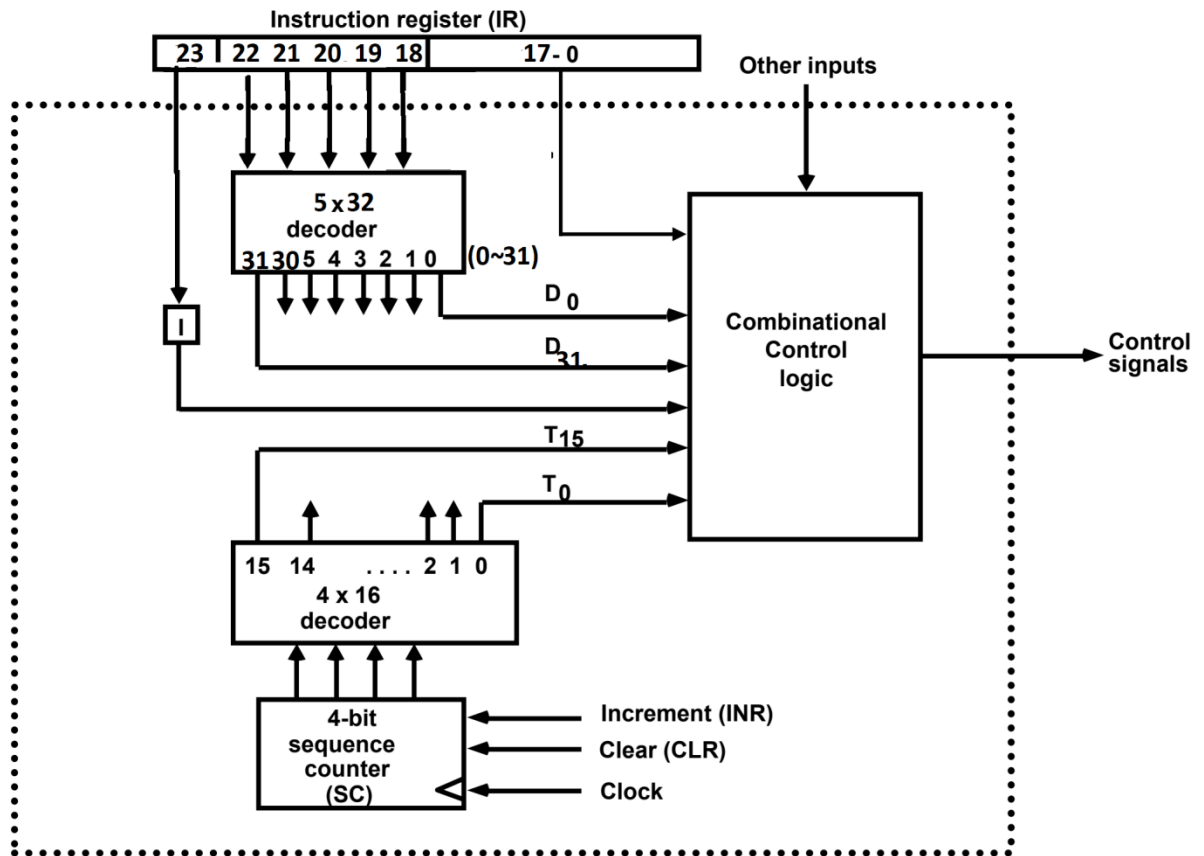 Instruction register (IR)
23 22 21 20 19 18 17- 0
Other inputs
5 x 32
decoder
31 30 5 4 3 2 1 0 (0~31)
D0
I
D31.
Combinational
Control
logic
Control
signals
T15
T0
15 14 . . . . 2 1 0
4 x 16
decoder
4-bit
sequence
counter
(SC)
Increment (INR)
Clear (CLR)
Clock